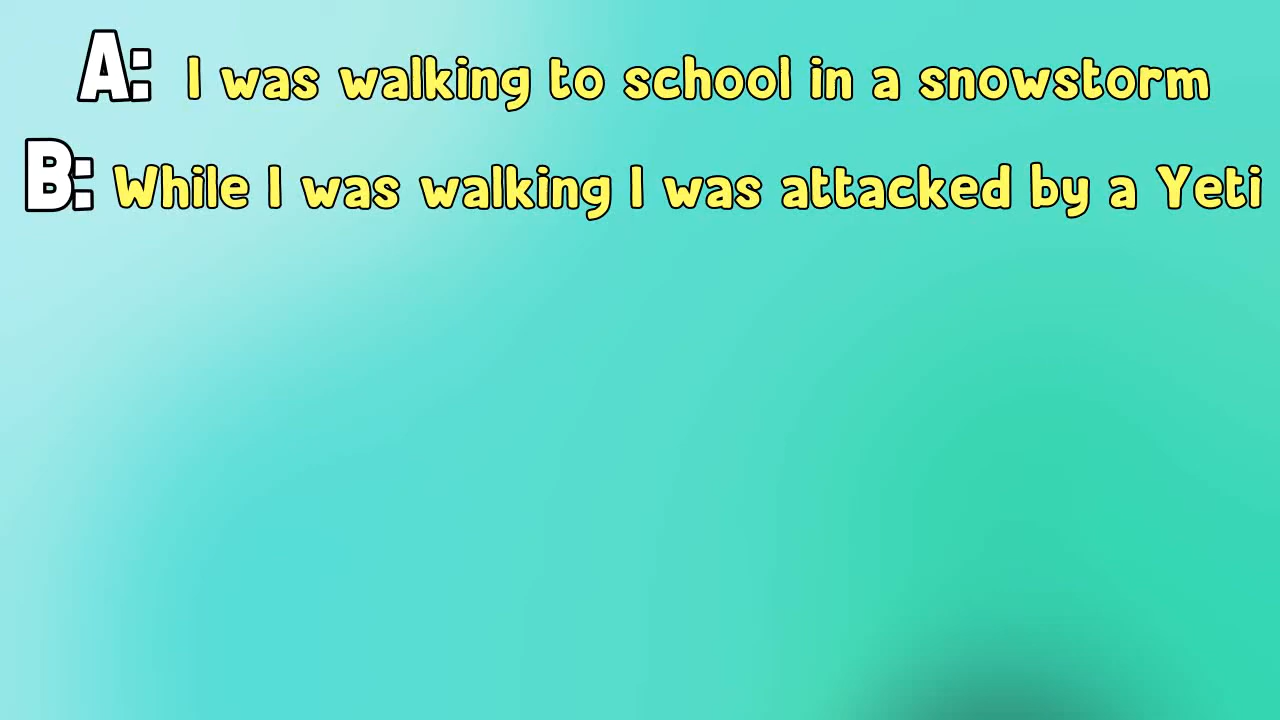 A: I was walking to school in a snowstorm
B: While I was walking I was attacked by a Yeti